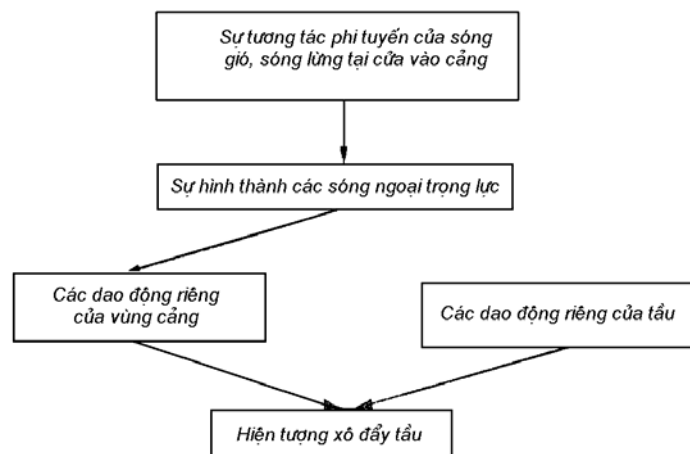 Sự tương tác phi tuyến của sóng
gió, sóng lừng tại cửa vào cảng
Sự hình thành các sóng ngoại trọng lực
Các dao động riêng
của vùng cảng
Các dao động riêng của tầu
Hiện tượng xô đẩy tầu